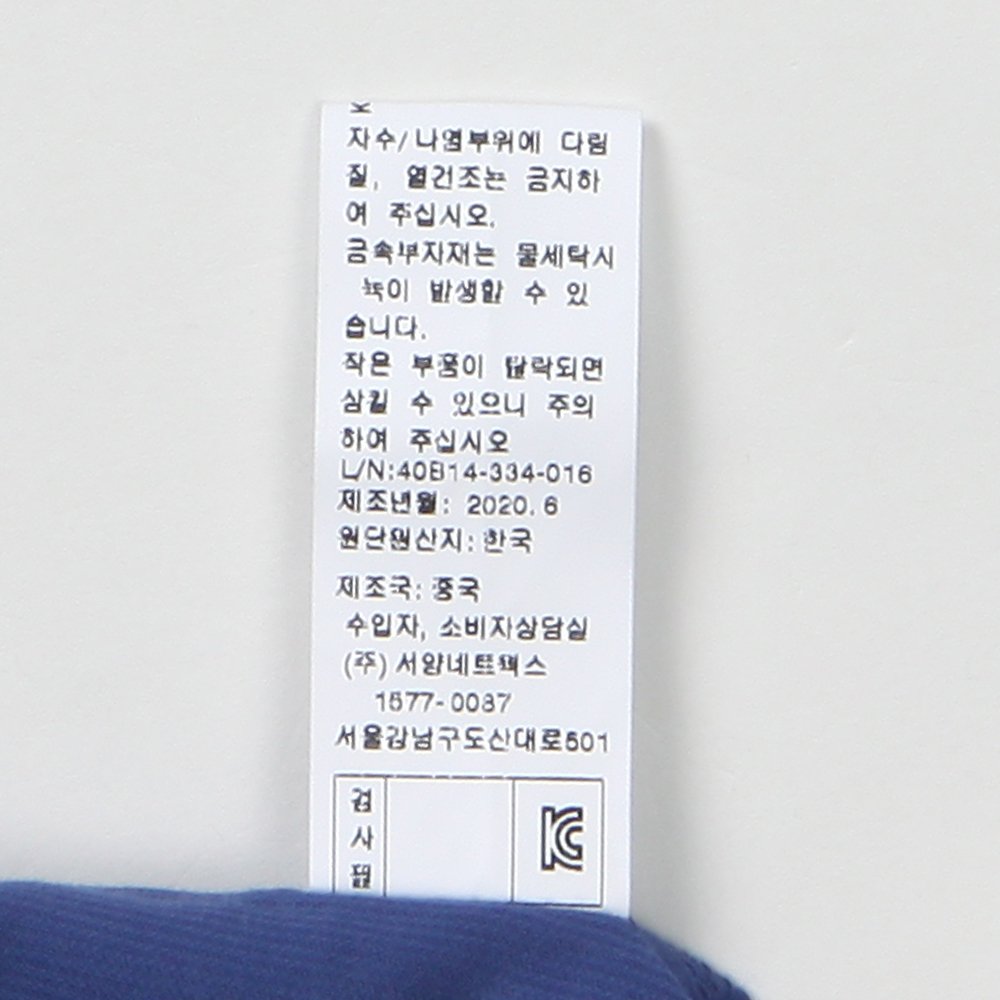 오
자수/나염부위에 다림
질, 열건조는 금지하
여 주십시오.
금속부자재는 물세탁시
녹이 발생할 수 있
습니다.
작은 부품이 탈락되면
삼킬 수 있으니 주의
하여 주십시오
L/N:40B14-334-016
제조년월: 2020.6
원단원산지: 한국
제조국: 중국
수입자, 소비자상담실
(주)서양네트웍스
1577-0087
서울강남구도산대로501
검
사
필
KC